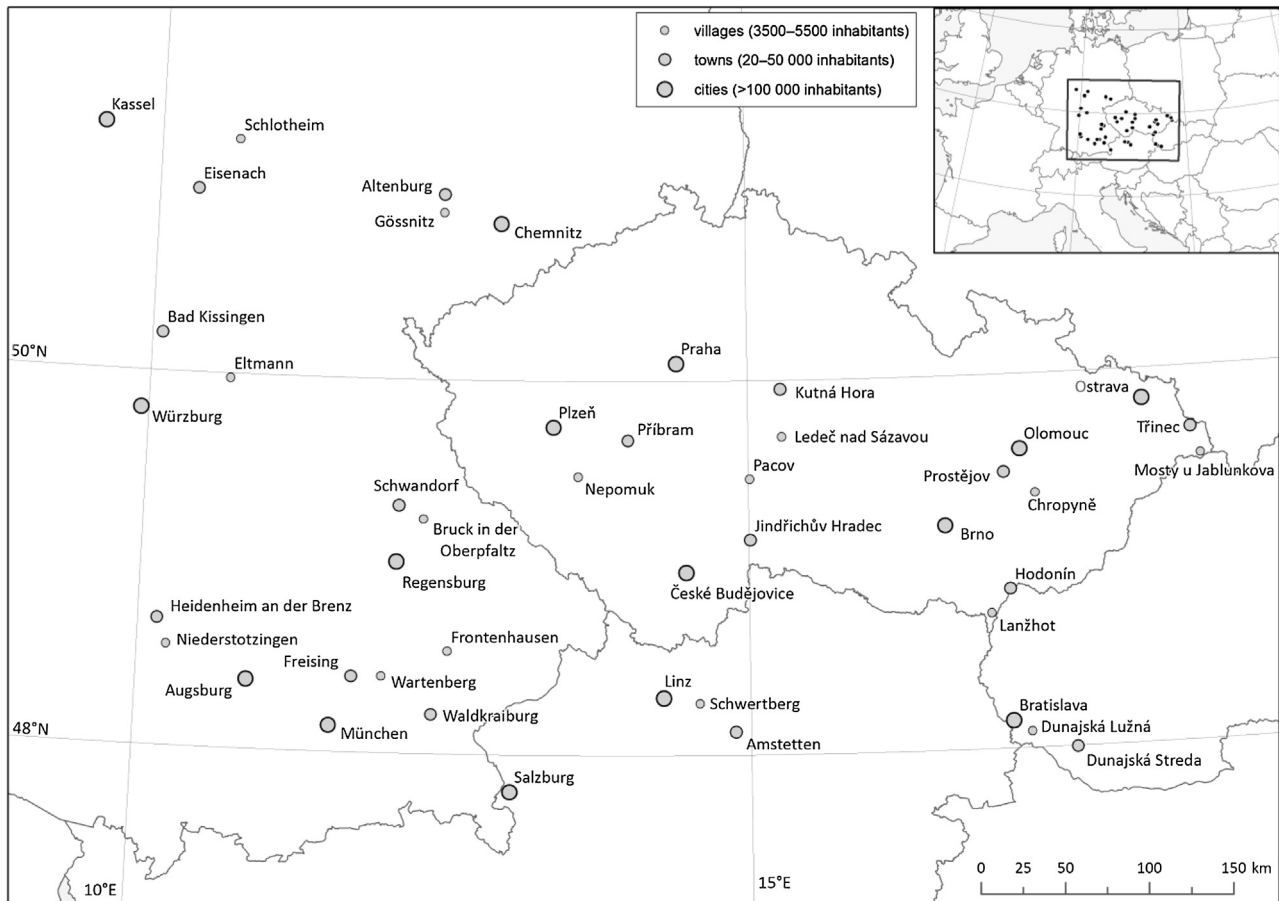 villages (3500–5500 inhabitants)
towns (20–50 000 inhabitants)
cities (>100 000 inhabitants)
Kassel
Schlotheim
Eisenach
Altenburg
Gössnitz
Chemnitz
Bad Kissingen
50°N
Eltmann
Praha
Würzburg
Kutná Hora
Ostrava
Plzeň
Příbram
Ledeč nad Sázavou
Olomouc
Třinec
Pacov
Prostějov
Mosty u Jablunkova
Schwandorf
Nepomuk
Chropyně
Bruck in der
Oberpfaltz
Jindřichův Hradec
Brno
Regensburg
České Budějovice
Hodonín
Heidenheim an der Brenz
Lanžhot
Niederstotzingen
Frontenhausen
Freising
Wartenberg
Augsburg
Linz
Schwertberg
Bratislava
Waldkraiburg
48°N
München
Amstetten
Dunajská Lužná
Dunajská Streda
Salzburg
10°E
15°E
0 25 50 100 150 km